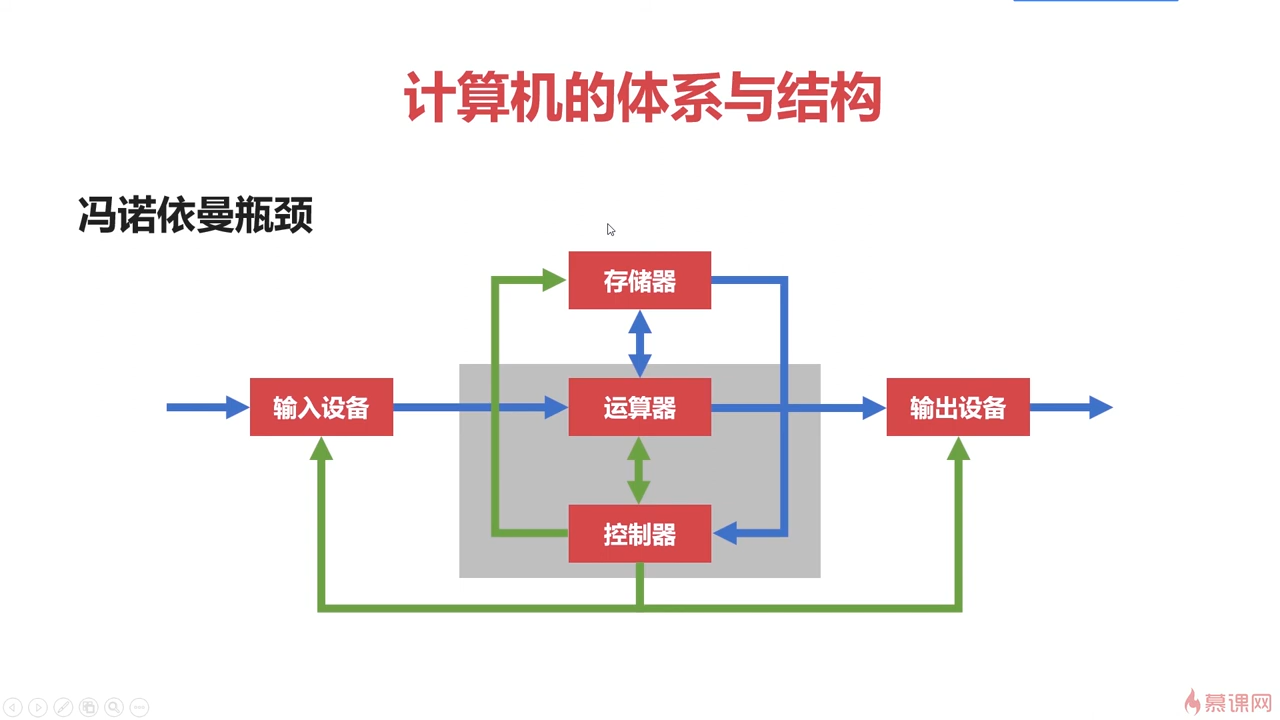 计算机的体系与结构
冯诺依曼瓶颈
存储器
输入设备
运算器
输出设备
控制器
慕课网